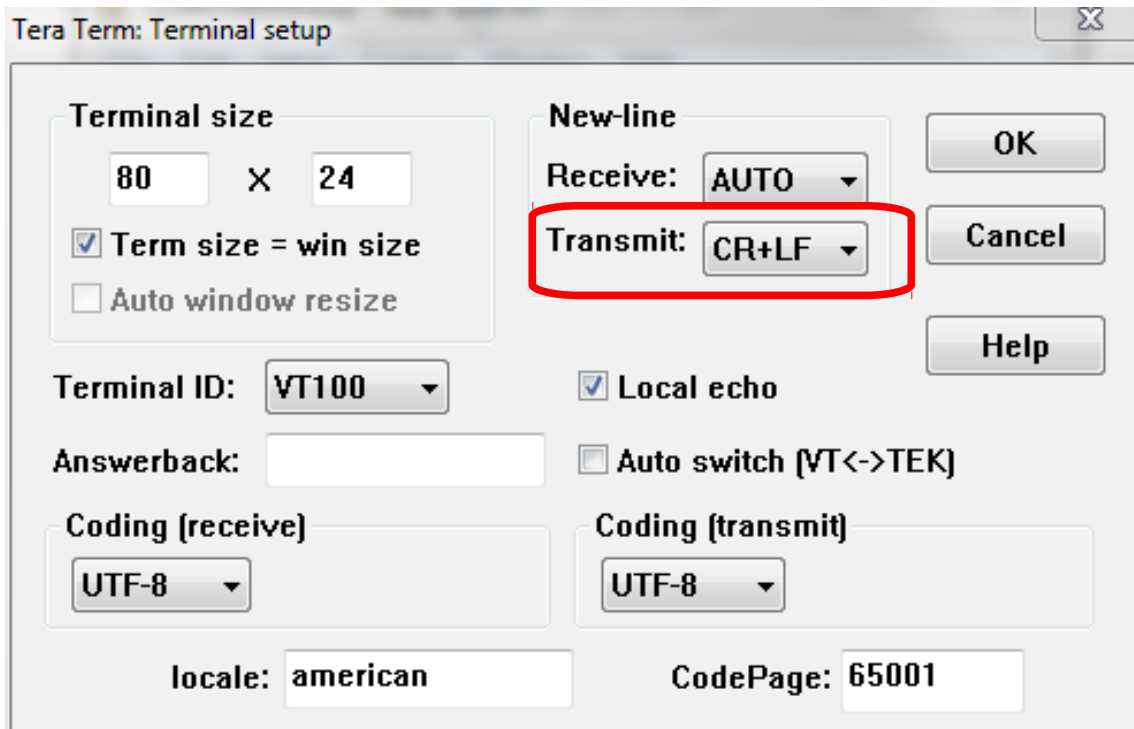 Tera Term: Terminal setup
Terminal size
80 X 24
Term size = win size
Auto window resize
New-line
Receive: AUTO
Transmit: CR+LF
OK
Cancel
Help
Terminal ID: VT100
Local echo
Answerback:
Auto switch (VT<->TEK)
Coding (receive)
UTF-8
Coding (transmit)
UTF-8
locale: american
CodePage: 65001